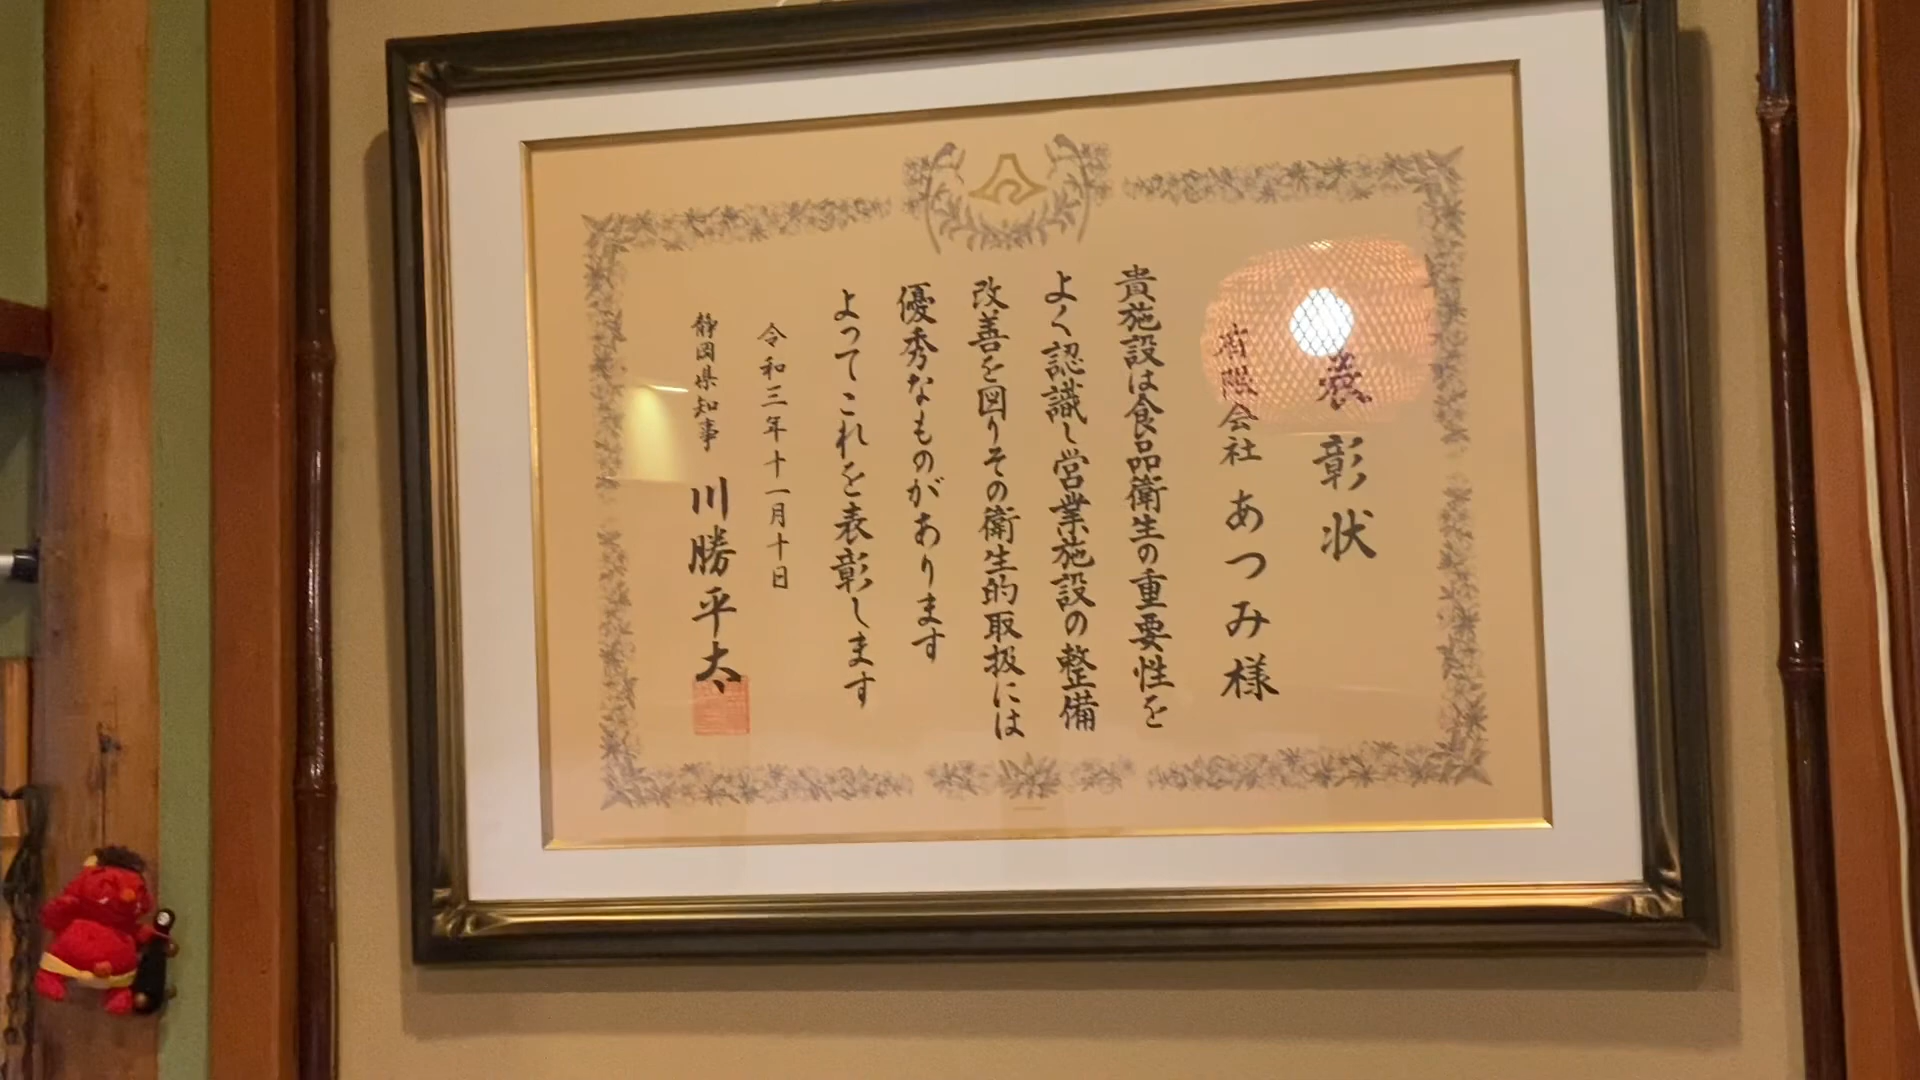 表彰状
有限会社 あつみ様
貴施設は食品衛生の重要性を
よく認識し営業施設の整備
改善を図りその衛生的取扱には
優秀なものがあります
よってこれを表彰します
令和三年十一月十日
静岡県知事 川勝平太